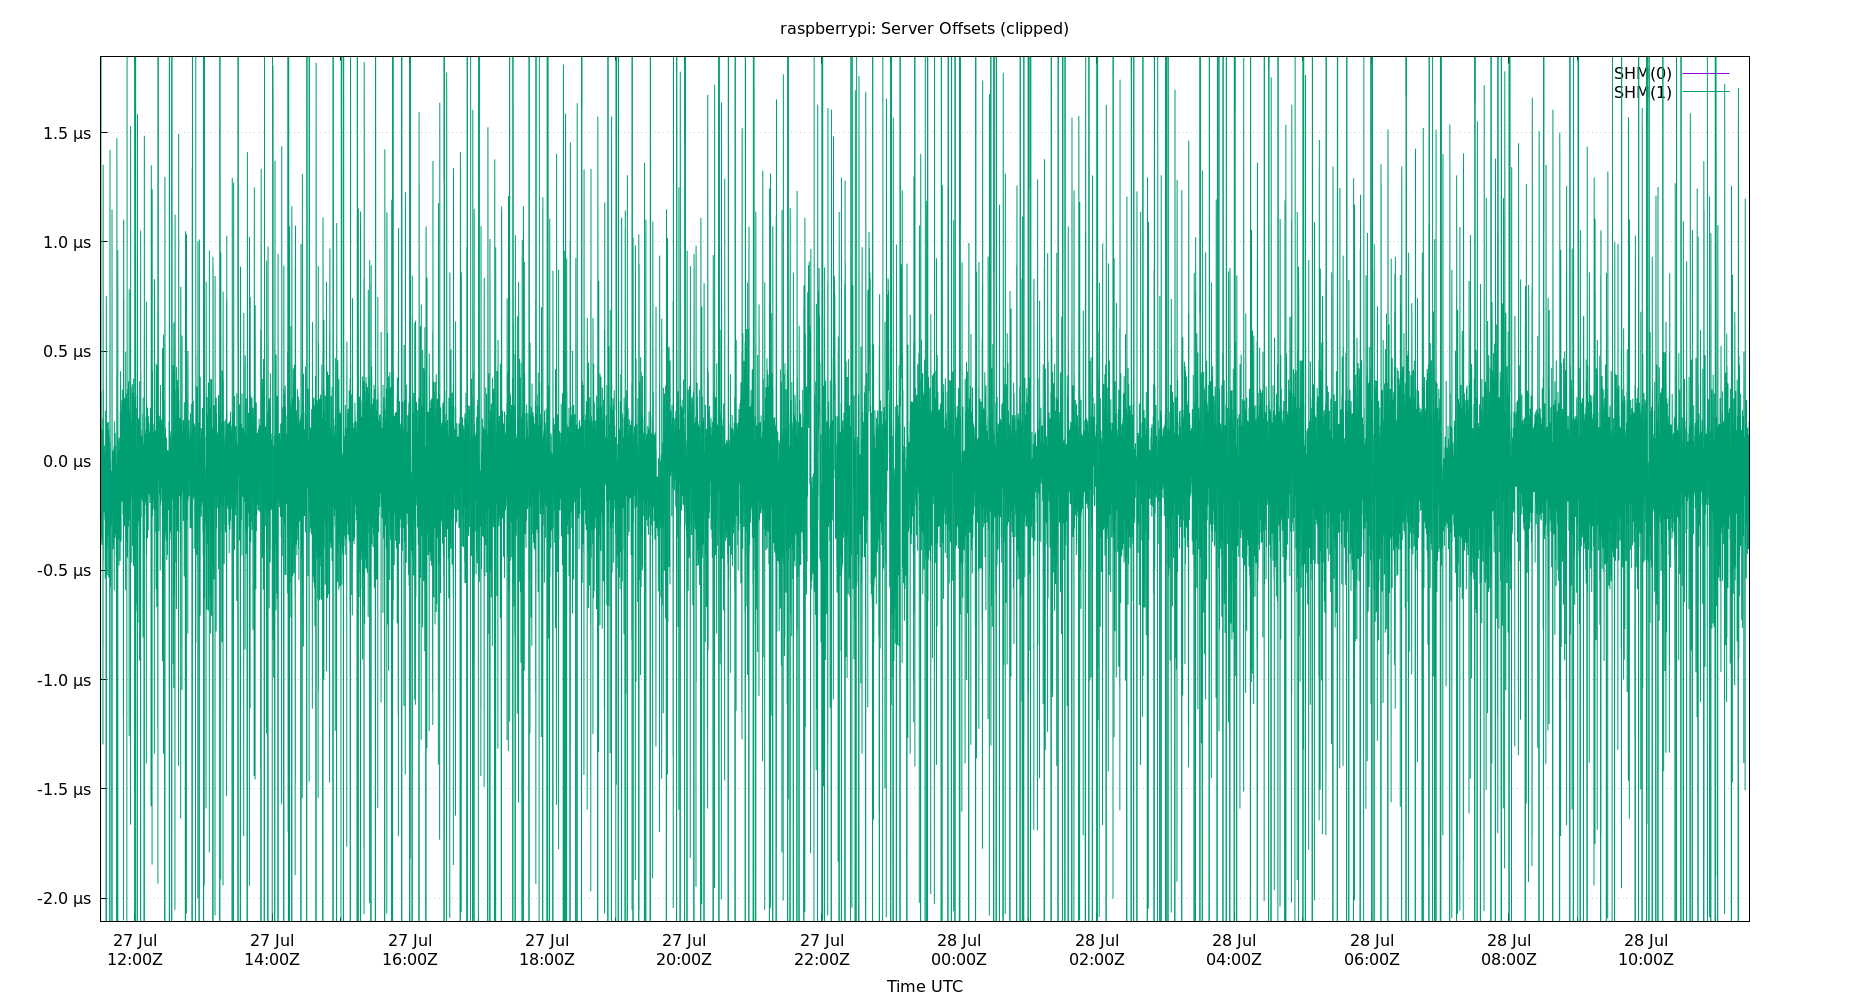 raspberrypi: Server Offsets (clipped)
SHM(0)
SHM(1)
1.5 µs
1.0 µs
0.5 µs
0.0 µs
-0.5 µs
-1.0 µs
-1.5 µs
-2.0 µs
27 Jul 27 Jul 27 Jul 27 Jul 27 Jul 27 Jul 28 Jul 28 Jul 28 Jul 28 Jul 28 Jul 28 Jul
12:00Z 14:00Z 16:00Z 18:00Z 20:00Z 22:00Z 00:00Z 02:00Z 04:00Z 06:00Z 08:00Z 10:00Z
Time UTC